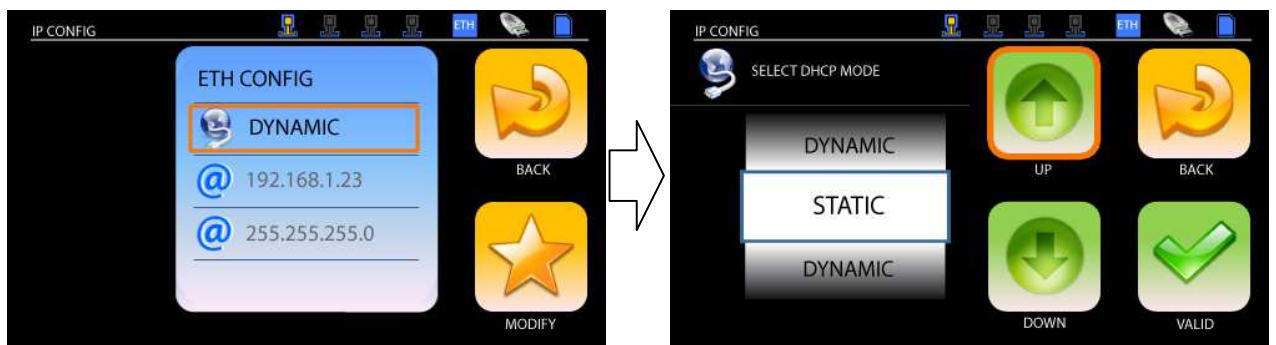 IP CONFIG
ETH
ETH CONFIG
DYNAMIC
@ 192.168.1.23
@ 255.255.255.0
BACK
MODIFY
IP CONFIG
ETH
SELECT DHCP MODE
DYNAMIC
STATIC
DYNAMIC
UP
BACK
DOWN
VALID